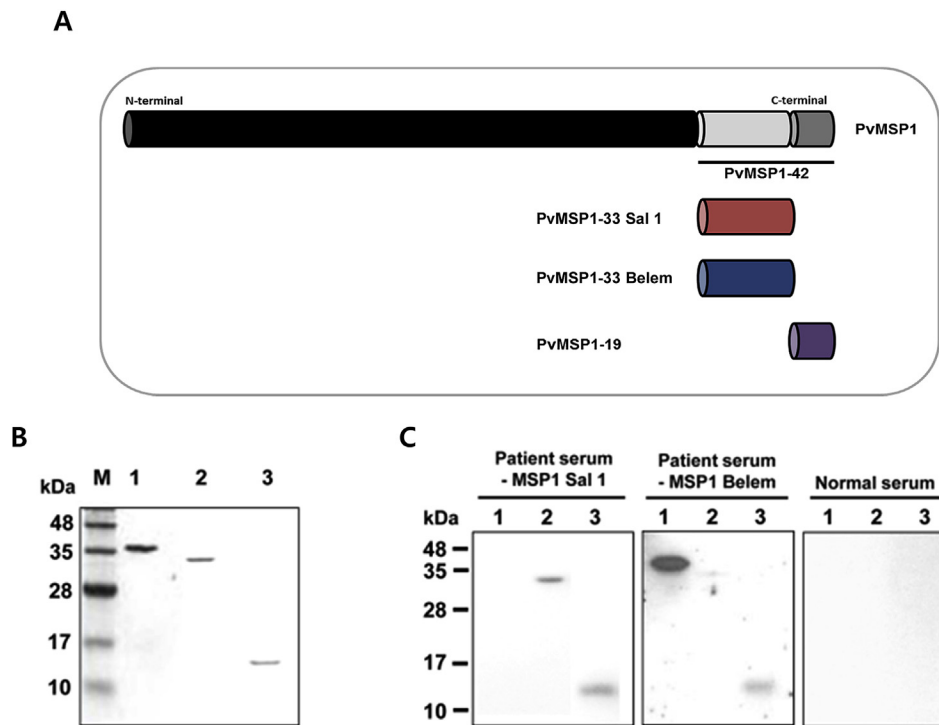 A
N-terminal
C-terminal
PvMSP1
PvMSP1-42
PvMSP1-33 Sal 1
PvMSP1-33 Belem
PvMSP1-19
B
kDa M 1 2 3
48
35
28
17
10
C
Patient serum
- MSP1 Sal 1
Patient serum
- MSP1 Belem
Normal serum
kDa 1 2 3 1 2 3 1 2 3
48
35
28
17
10